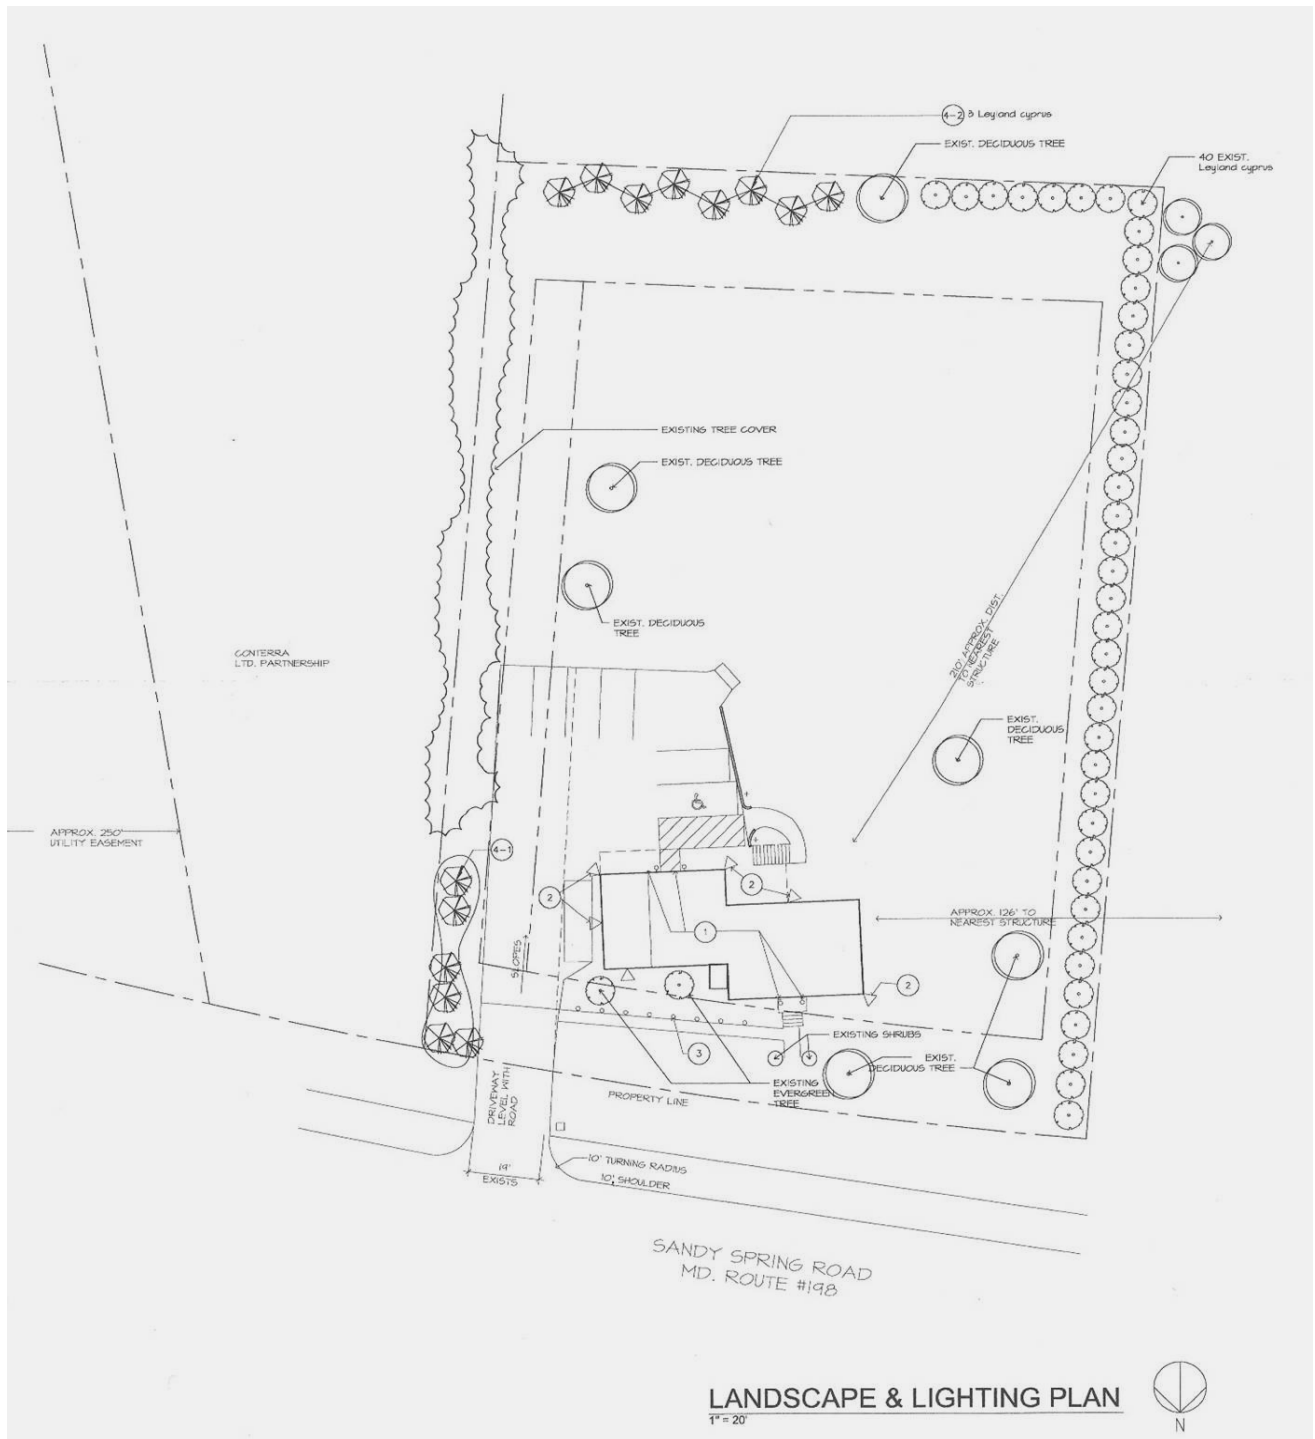 4-2 8 Leyland cyprus
EXIST. DECIDUOUS TREE
40 EXIST.
Leyland cyprus
EXISTING TREE COVER
EXIST. DECIDUOUS TREE
EXIST. DECIDUOUS
TREE
CONTERRA
LTD. PARTNERSHIP
210' APPROX. DIST.
TO NEAREST
STRUCTURE
EXIST.
DECIDUOUS
TREE
APPROX. 250'
UTILITY EASEMENT
4-1
2
2
1
APPROX. 126' TO
NEAREST STRUCTURE
SLOPES
2
3
EXISTING SHRUBS
EXIST.
DECIDUOUS TREE
EXISTING
EVERGREEN
TREE
PROPERTY LINE
DRIVEWAY
LEVEL WITH
ROAD
19'
EXISTS
10' TURNING RADIUS
10' SHOULDER
SANDY SPRING ROAD
MD. ROUTE #198
LANDSCAPE & LIGHTING PLAN
1" = 20'
N